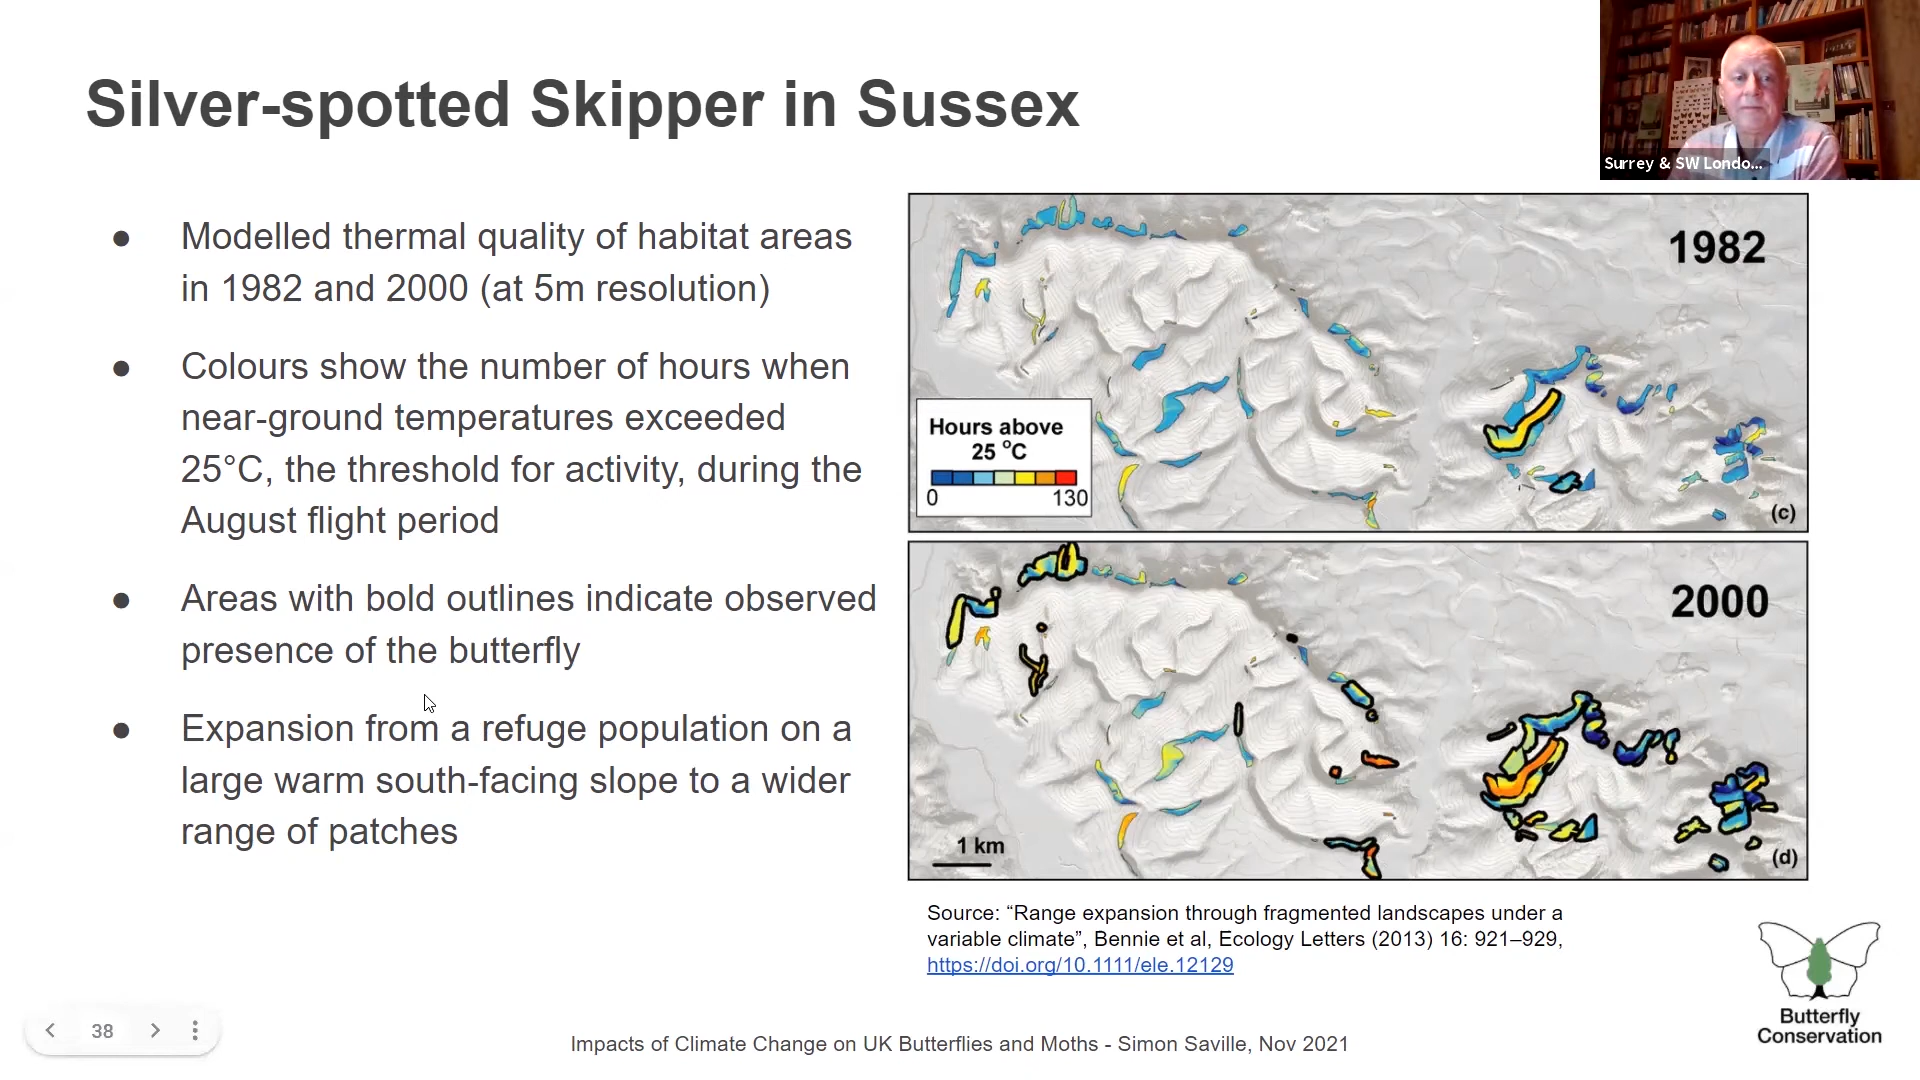 Silver-spotted Skipper in Sussex
Surrey & SW Londo...
● Modelled thermal quality of habitat areas
in 1982 and 2000 (at 5m resolution)
● Colours show the number of hours when
near-ground temperatures exceeded
25°C, the threshold for activity, during the
August flight period
● Areas with bold outlines indicate observed
presence of the butterfly
● Expansion from a refuge population on a
large warm south-facing slope to a wider
range of patches
1982
Hours above
25 °C
0 130
(c)
2000
1 km
(d)
Source: “Range expansion through fragmented landscapes under a
variable climate”, Bennie et al, Ecology Letters (2013) 16: 921–929,
https://doi.org/10.1111/ele.12129
Butterfly
Conservation
38
Impacts of Climate Change on UK Butterflies and Moths - Simon Saville, Nov 2021